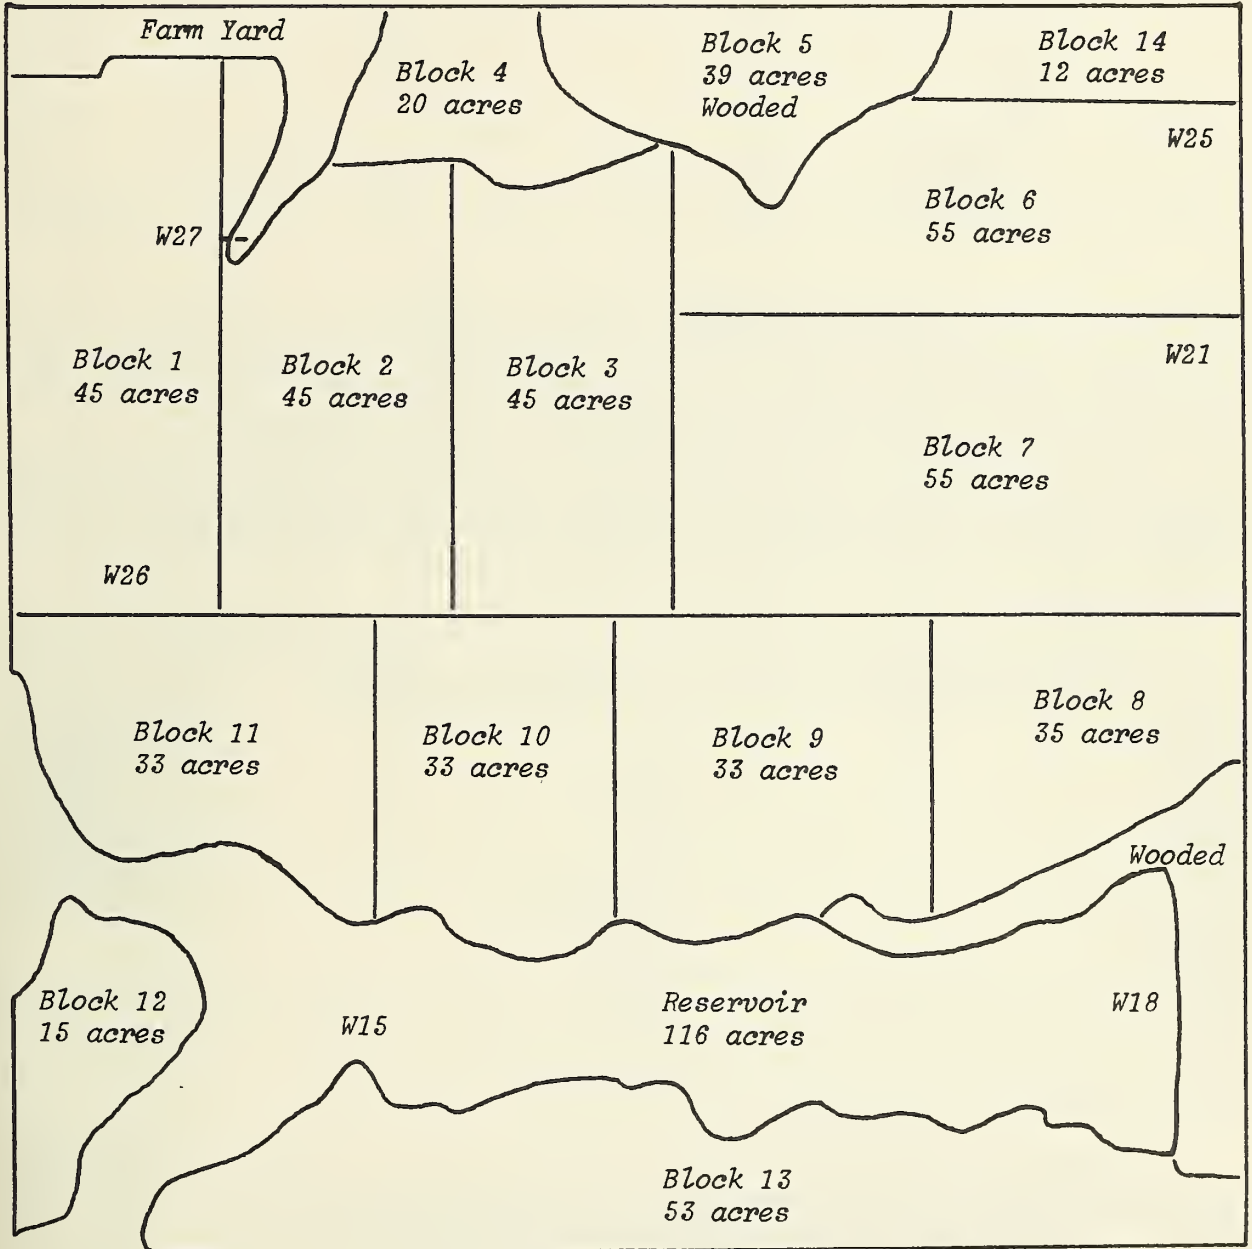 Farm Yard
Block 4
20 acres
Block 5
39 acres
Wooded
Block 14
12 acres
W25
Block 6
55 acres
W27
W21
Block 1
45 acres
Block 2
45 acres
Block 3
45 acres
Block 7
55 acres
W26
Block 11
33 acres
Block 10
33 acres
Block 9
33 acres
Block 8
35 acres
Wooded
Block 12
15 acres
W15
Reservoir
116 acres
W18
Block 13
53 acres